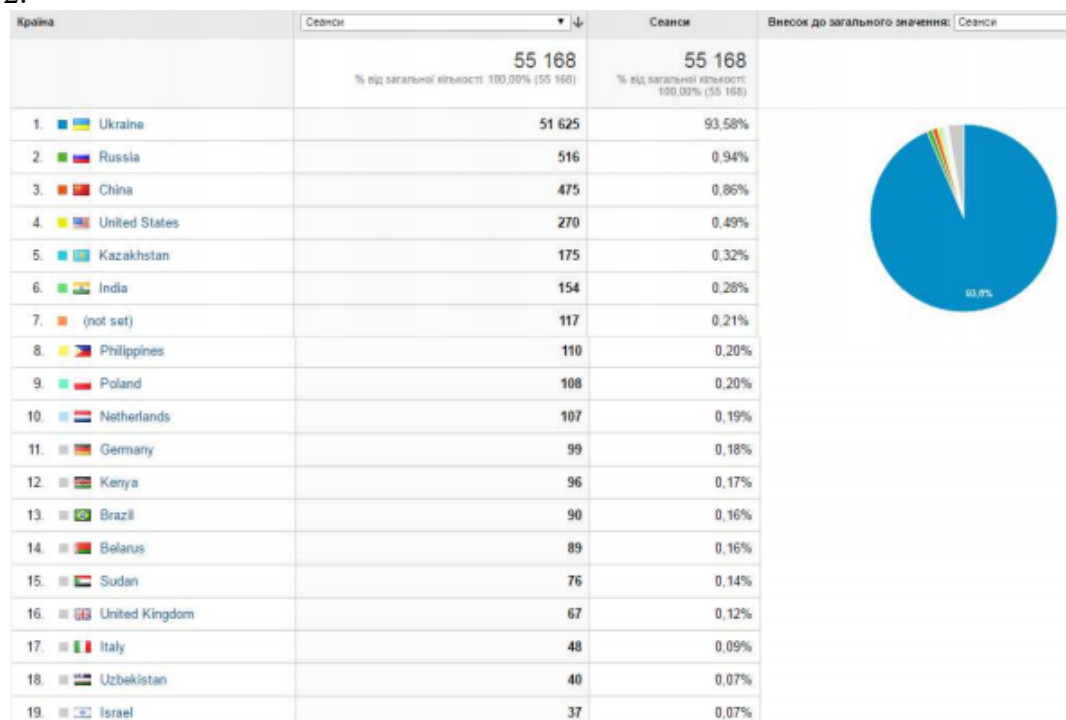 2.
Країна Сеанси Сеанси Внесок до загального значення: Сеанси
55 168 55 168
% від загальної кількості: 100,00% (55 168) % від загальної кількості:
100,00% (55 168)
1. Ukraine 51 625 93,58%
2. Russia 516 0,94%
3. China 475 0,86%
4. United States 270 0,49%
5. Kazakhstan 175 0,32%
6. India 154 0,28%
7. (not set) 117 0,21%
8. Philippines 110 0,20%
9. Poland 108 0,20%
10. Netherlands 107 0,19%
11. Germany 99 0,18%
12. Kenya 96 0,17%
13. Brazil 90 0,16%
14. Belarus 89 0,16%
15. Sudan 76 0,14%
16. United Kingdom 67 0,12%
17. Italy 48 0,09%
18. Uzbekistan 40 0,07%
19. Israel 37 0,07%